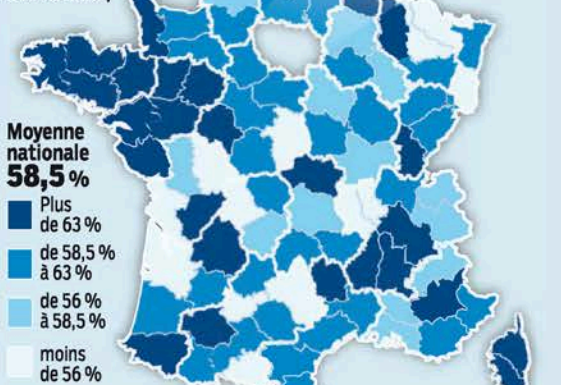 Moyenne
nationale
58,5 %
Plus
de 63 %
de 58,5 %
à 63 %
de 56 %
à 58,5 %
moins
de 56 %